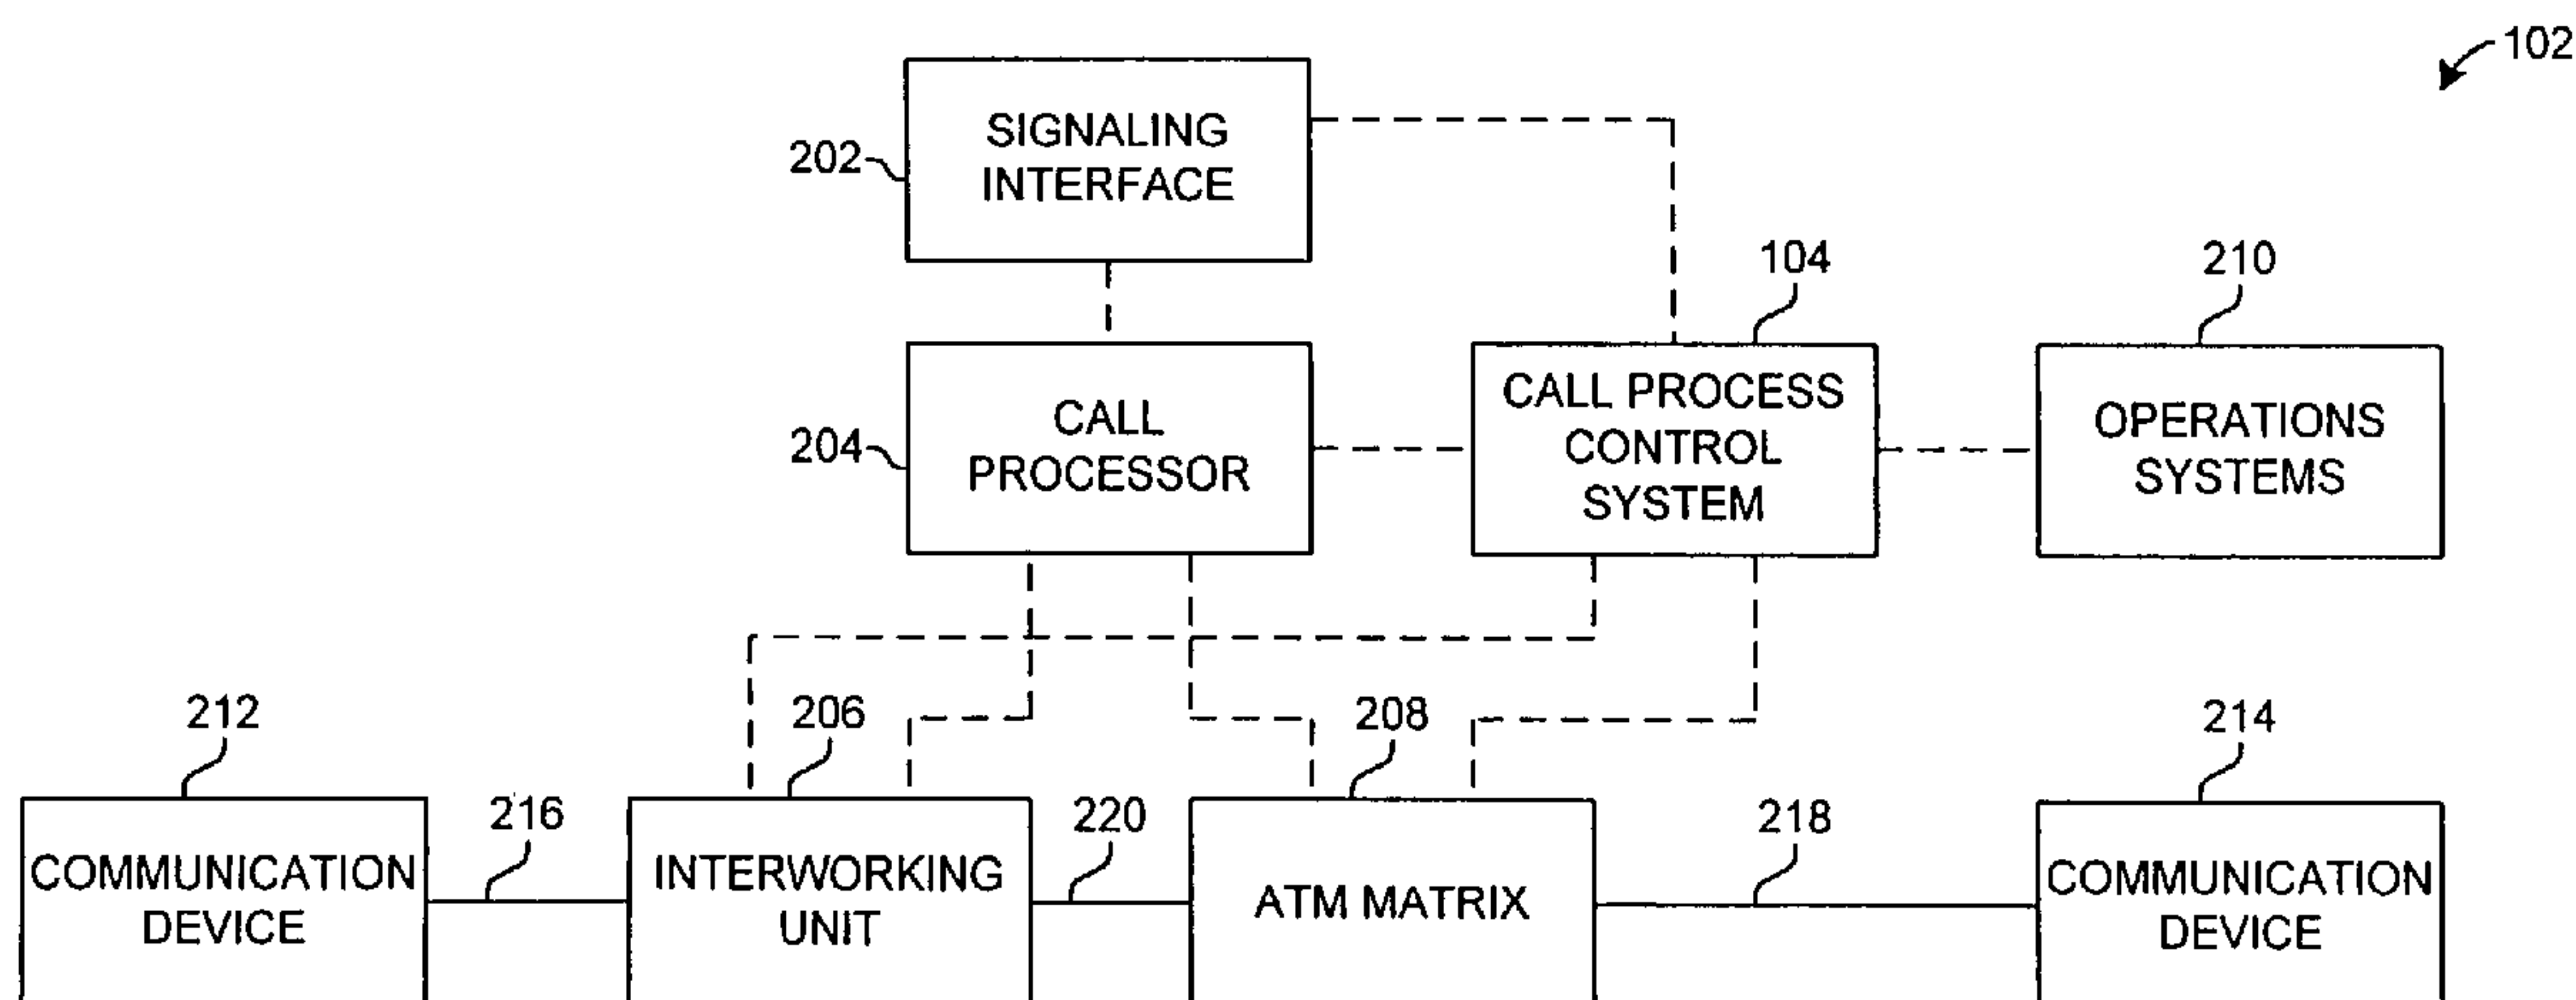 102
SIGNALING
INTERFACE
202
104
210
CALL
PROCESSOR
204
CALL PROCESS
CONTROL
SYSTEM
OPERATIONS
SYSTEMS
212
206
208
214
216
220
218
COMMUNICATION
DEVICE
INTERWORKING
UNIT
ATM MATRIX
COMMUNICATION
DEVICE